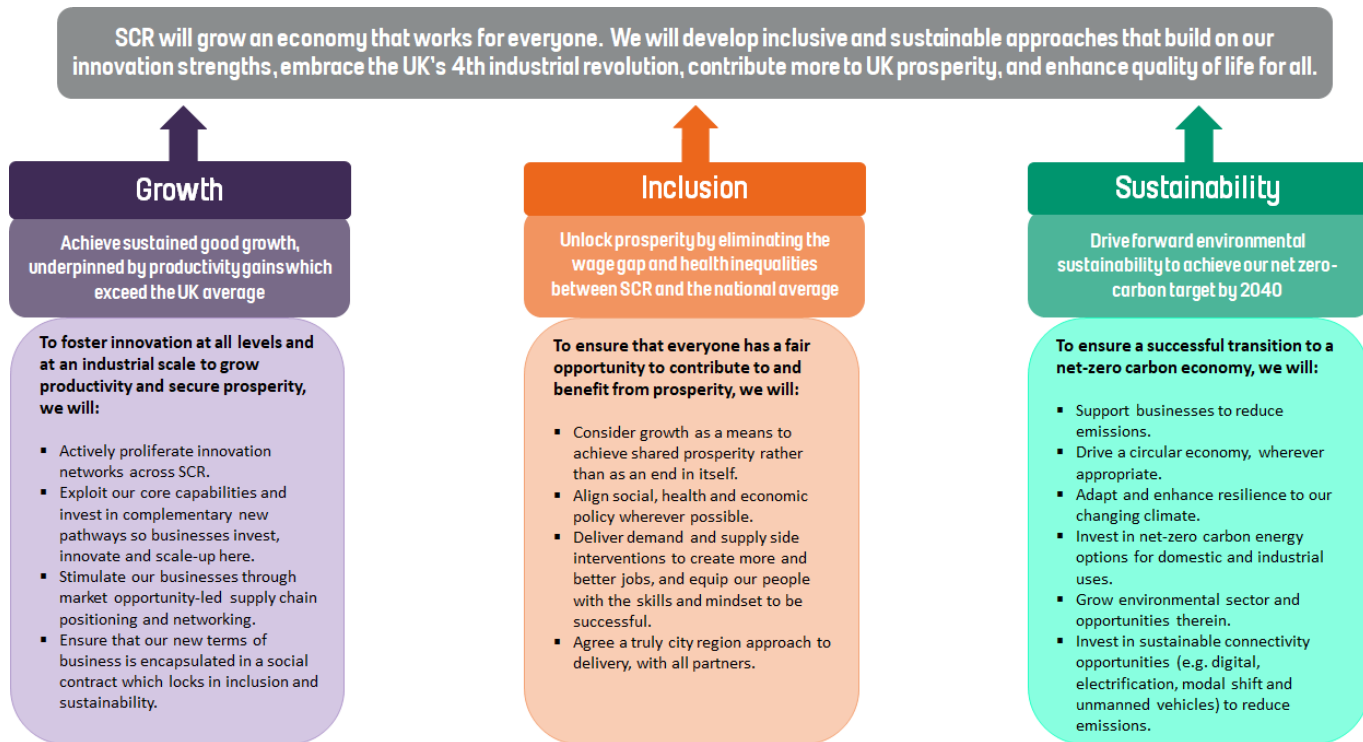 SCR will grow an economy that works for everyone. We will develop inclusive and sustainable approaches that build on our
innovation strengths, embrace the UK's 4th industrial revolution, contribute more to UK prosperity, and enhance quality of life for all.
Growth
Achieve sustained good growth,
underpinned by productivity gains which
exceed the UK average
To foster innovation at all levels and
at an industrial scale to grow
productivity and secure prosperity,
we will:
▪ Actively proliferate innovation
networks across SCR.
▪ Exploit our core capabilities and
invest in complementary new
pathways so businesses invest,
innovate and scale-up here.
▪ Stimulate our businesses through
market opportunity-led supply chain
positioning and networking.
▪ Ensure that our new terms of
business is encapsulated in a social
contract which locks in inclusion and
sustainability.
Inclusion
Unlock prosperity by eliminating the
wage gap and health inequalities
between SCR and the national average
To ensure that everyone has a fair
opportunity to contribute to and
benefit from prosperity, we will:
▪ Consider growth as a means to
achieve shared prosperity rather
than as an end in itself.
▪ Align social, health and economic
policy wherever possible.
▪ Deliver demand and supply side
interventions to create more and
better jobs, and equip our people
with the skills and mindset to be
successful.
▪ Agree a truly city region approach to
delivery, with all partners.
Sustainability
Drive forward environmental
sustainability to achieve our net zero-
carbon target by 2040
To ensure a successful transition to a
net-zero carbon economy, we will:
▪ Support businesses to reduce
emissions.
▪ Drive a circular economy, wherever
appropriate.
▪ Adapt and enhance resilience to our
changing climate.
▪ Invest in net-zero carbon energy
options for domestic and industrial
uses.
▪ Grow environmental sector and
opportunities therein.
▪ Invest in sustainable connectivity
opportunities (e.g. digital,
electrification, modal shift and
unmanned vehicles) to reduce
emissions.